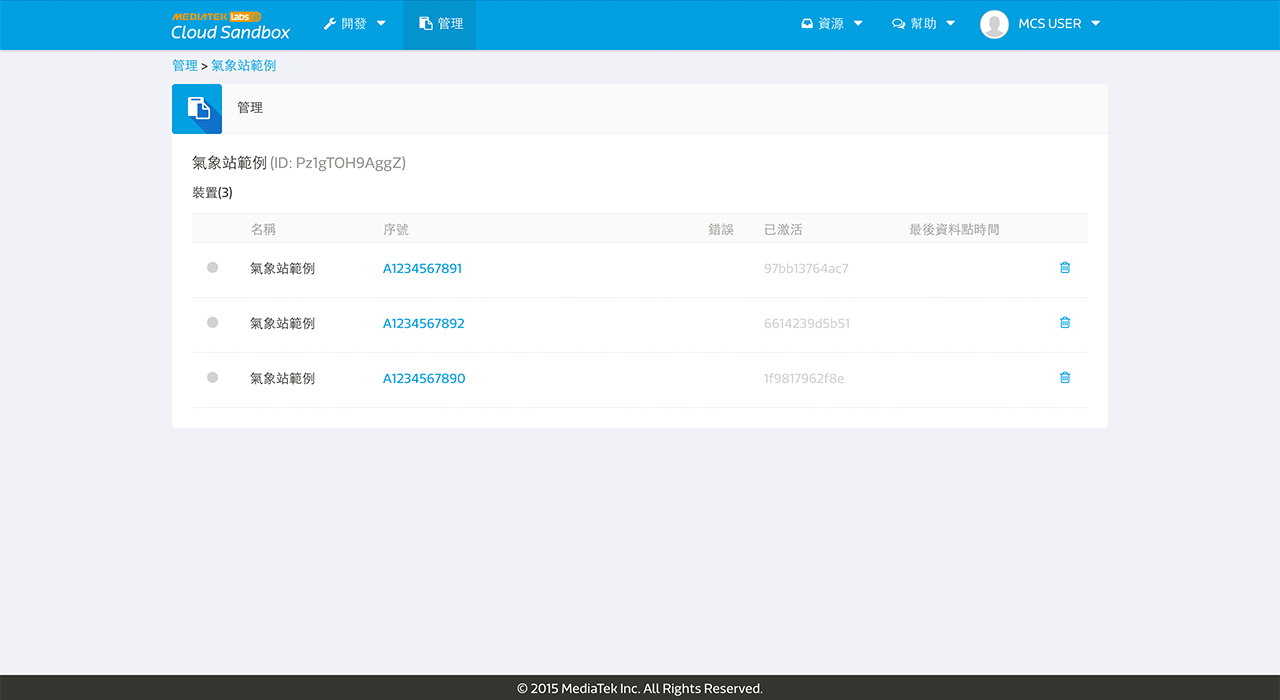 MEDIATEK labs
Cloud Sandbox
開發
管理
資源
幫助
MCS USER
管理 > 氣象站範例
管理
氣象站範例 (ID: Pz1gTOH9AggZ)
裝置(3)
名稱 序號 錯誤 已激活 最後資料點時間
氣象站範例 A1234567891 97bb13764ac7
氣象站範例 A1234567892 6614239d5b51
氣象站範例 A1234567890 1f9817962f8e
© 2015 MediaTek Inc. All Rights Reserved.